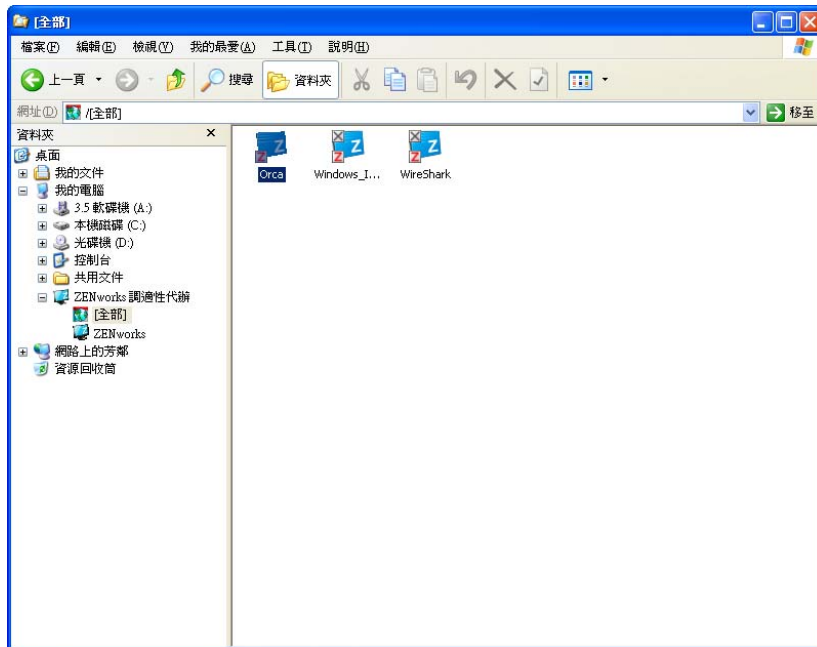 [全部]
檔案(F) 編輯(E) 檢視(V) 我的最愛(A) 工具(T) 說明(H)
上一頁 搜尋 資料夾
網址(D) /[全部] 移至
資料夾
桌面
我的文件
我的電腦
3.5 軟碟機 (A:)
本機磁碟 (C:)
光碟機 (D:)
控制台
共用文件
ZENworks 調適性代辦
[全部]
ZENworks
網路上的芳鄰
資源回收筒
Orca Windows_I... WireShark